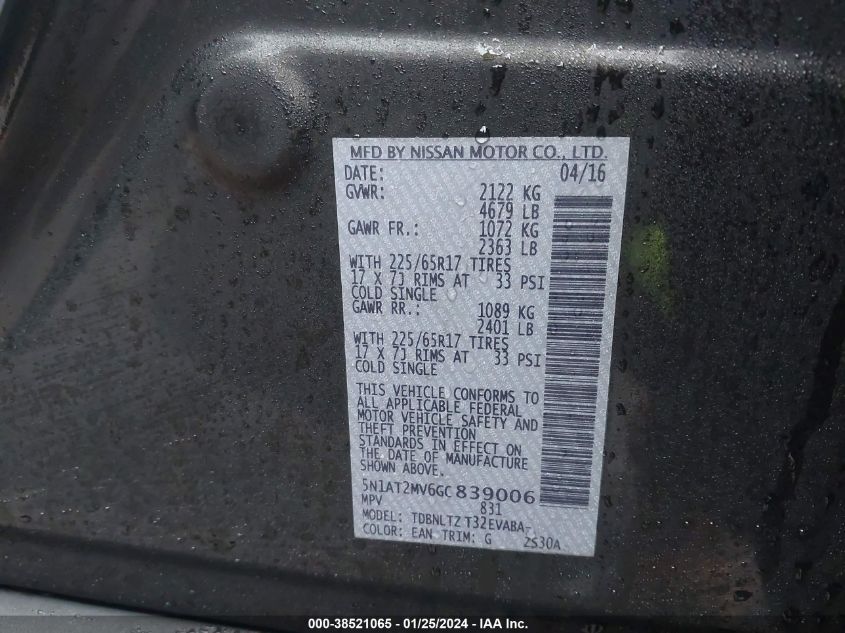 MFD BY NISSAN MOTOR CO., LTD.
DATE: 04/16
GVWR: 2122 KG
4679 LB
GAWR FR.: 1072 KG
2363 LB
WITH 225/65R17 TIRES
17 X 7J RIMS AT 33 PSI
COLD SINGLE
GAWR RR.: 1089 KG
2401 LB
WITH 225/65R17 TIRES
17 X 7J RIMS AT 33 PSI
COLD SINGLE
THIS VEHICLE CONFORMS TO
ALL APPLICABLE FEDERAL
MOTOR VEHICLE SAFETY AND
THEFT PREVENTION
STANDARDS IN EFFECT ON
THE DATE OF MANUFACTURE
SHOWN ABOVE.
5N1AT2MV6GC 839006
MPV 831
MODEL: TDBNLTZ T32EVABA-
COLOR: EAN TRIM: G 2S30A
000-38521065 - 01/25/2024 - IAA Inc.